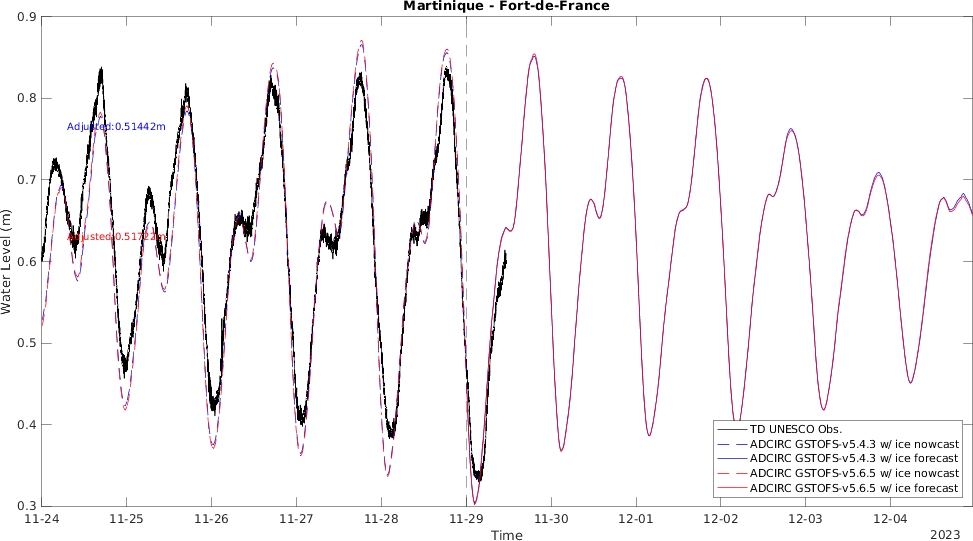 Martinique - Fort-de-France
0.9
0.8
0.7
0.6
0.5
0.4
0.3
Water Level (m)
Adjusted:0.51442m
Adjusted:0.51722m
TD UNESCO Obs.
ADCIRC GSTOFS-v5.4.3 w/ ice nowcast
ADCIRC GSTOFS-v5.4.3 w/ ice forecast
ADCIRC GSTOFS-v5.6.5 w/ ice nowcast
ADCIRC GSTOFS-v5.6.5 w/ ice forecast
11-24 11-25 11-26 11-27 11-28 11-29 11-30 12-01 12-02 12-03 12-04
Time
2023